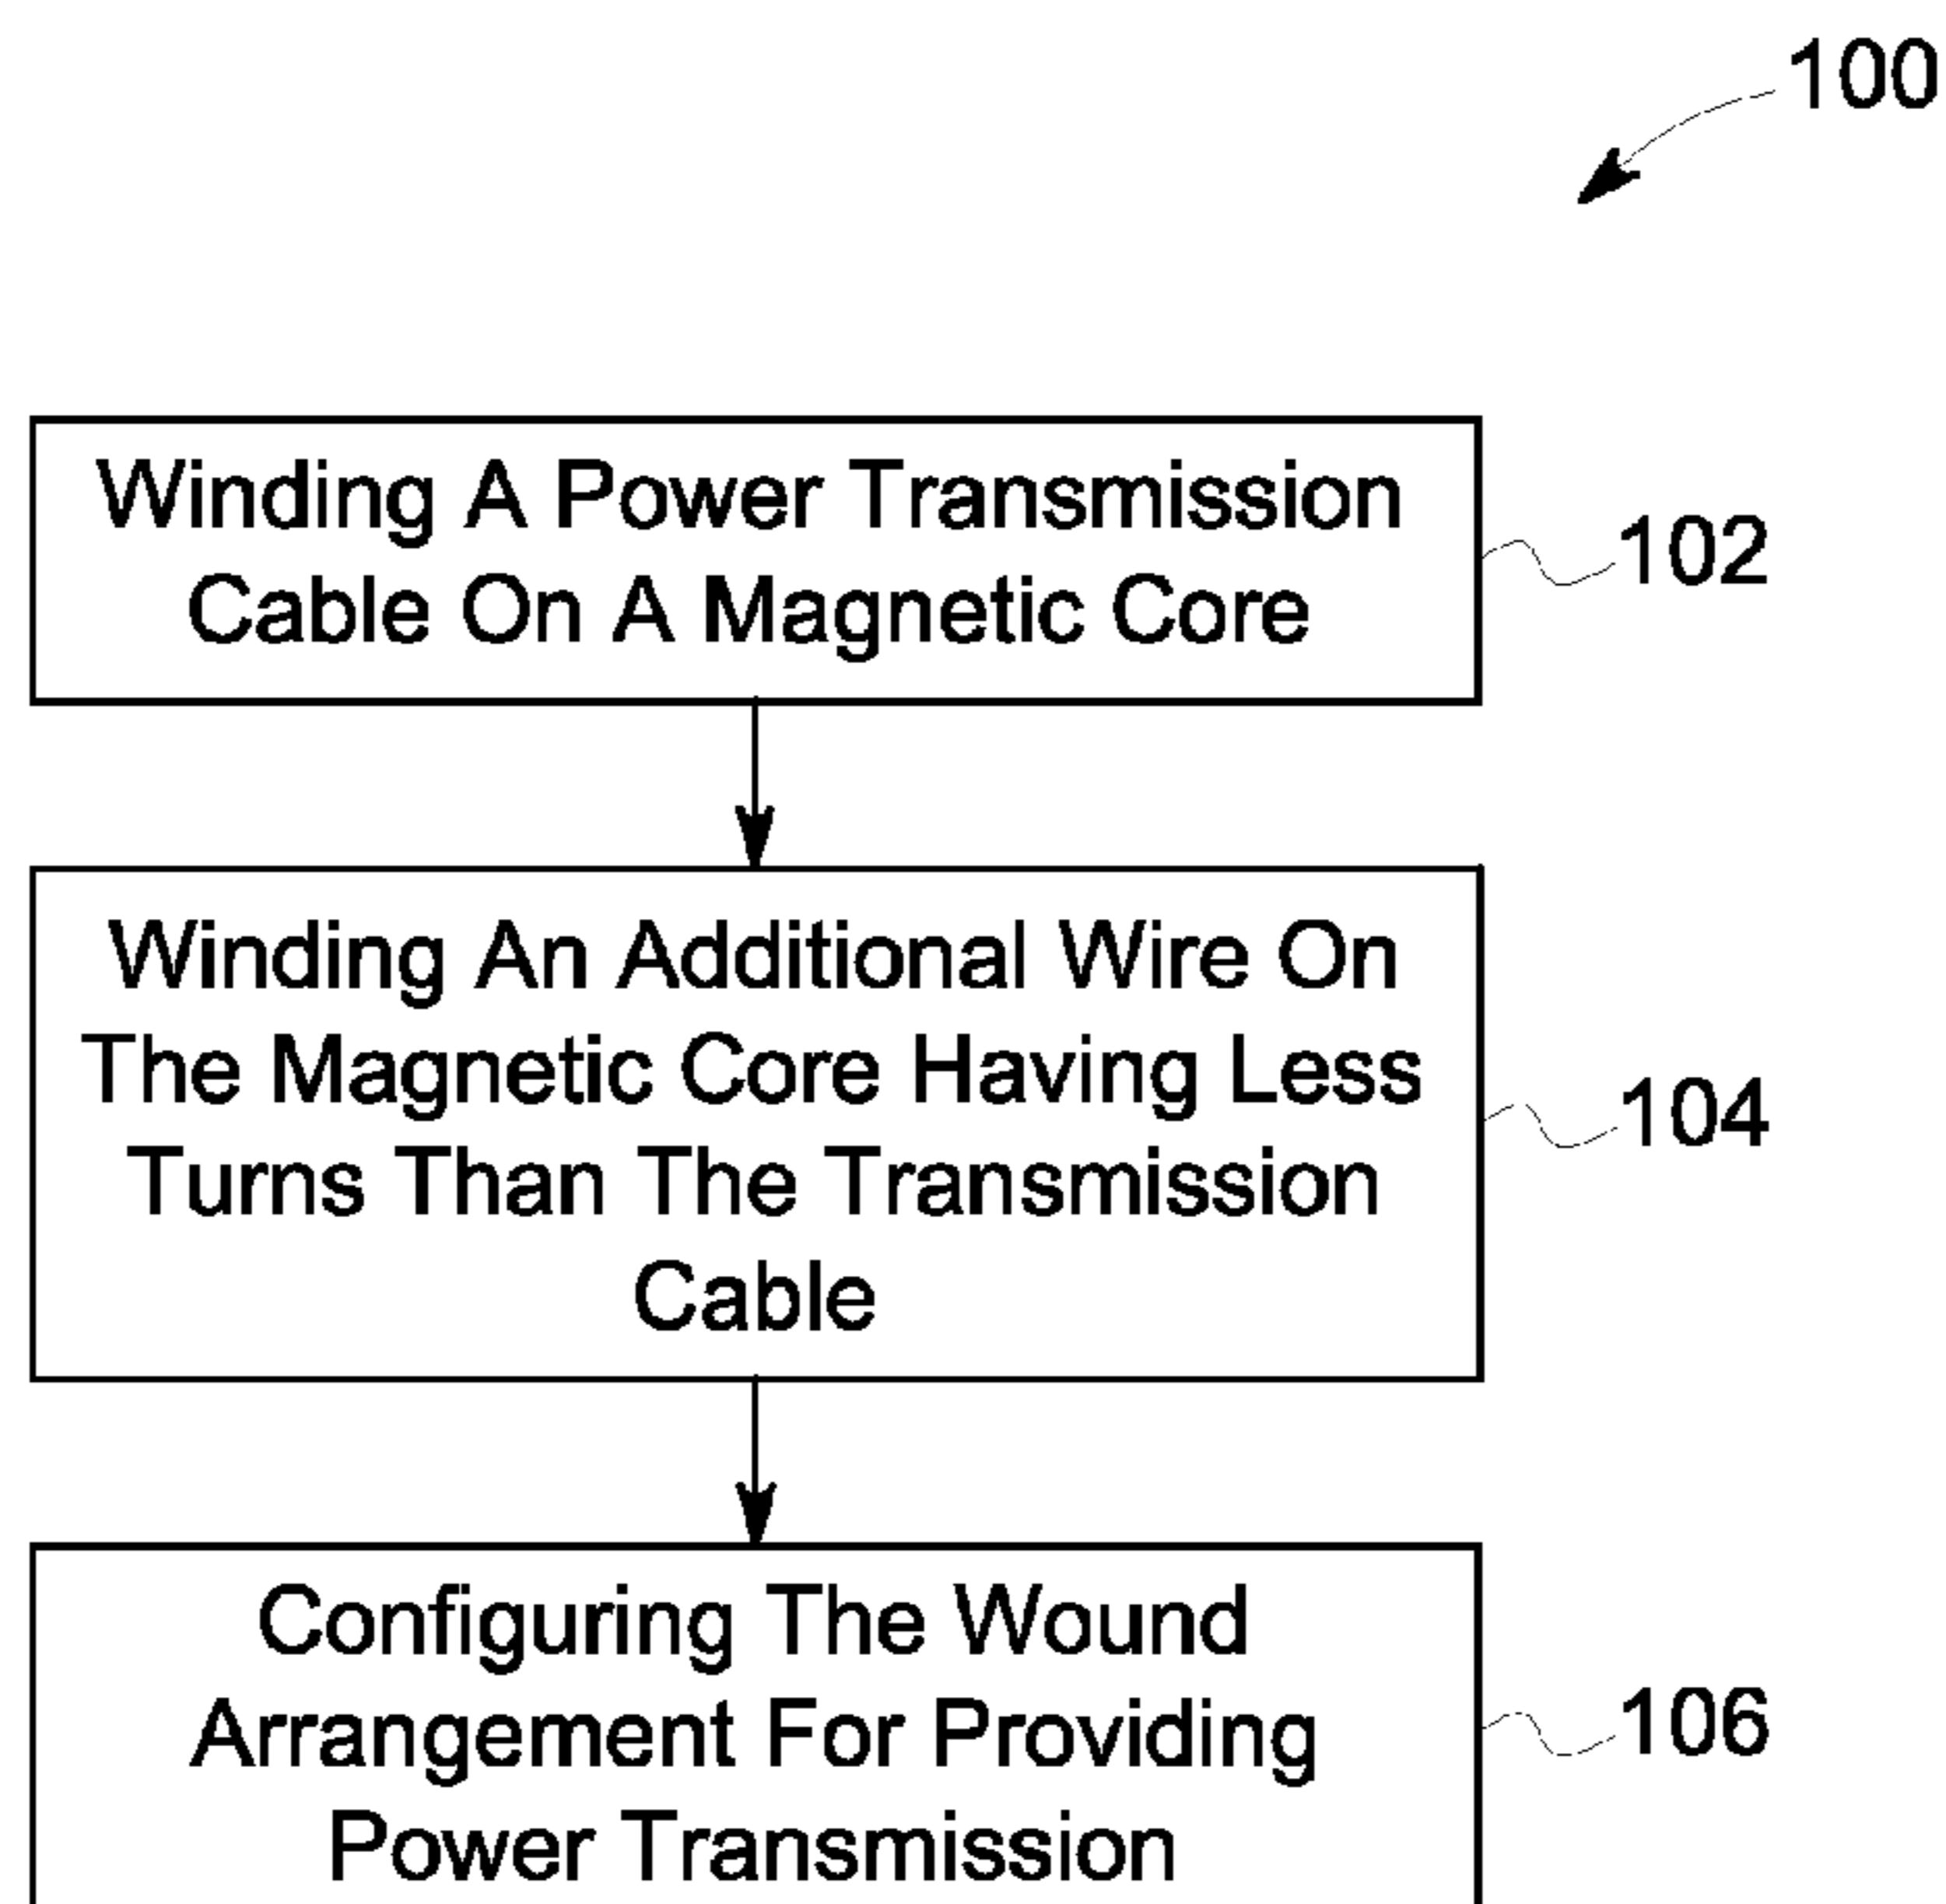 100
Winding A Power Transmission
Cable On A Magnetic Core
102
Winding An Additional Wire On
The Magnetic Core Having Less
Turns Than The Transmission
Cable
104
Configuring The Wound
Arrangement For Providing
Power Transmission
106